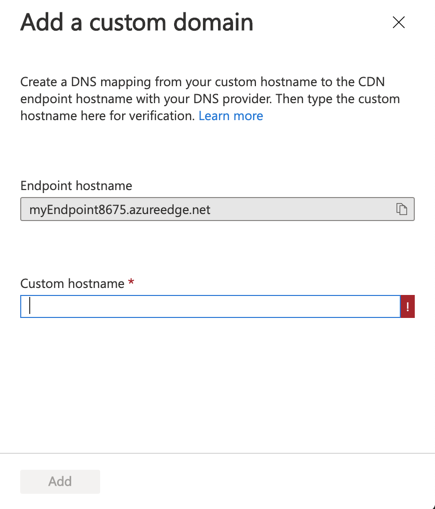 Add a custom domain
Create a DNS mapping from your custom hostname to the CDN
endpoint hostname with your DNS provider. Then type the custom
hostname here for verification. Learn more
Endpoint hostname
myEndpoint8675.azureedge.net
Custom hostname *
!
Add